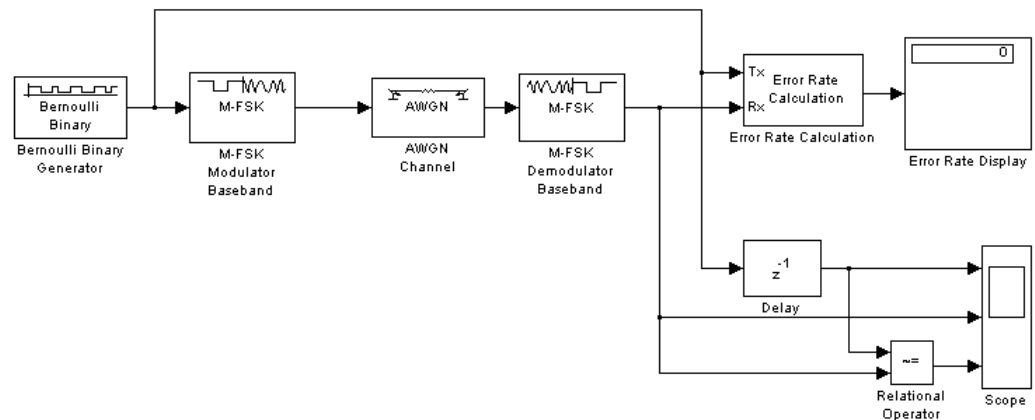 Bernoulli
Binary
Bernoulli Binary
Generator
M-FSK
M-FSK
Modulator
Baseband
AWGN
AWGN
Channel
M-FSK
M-FSK
Demodulator
Baseband
Tx
Rx
Error Rate
Calculation
Error Rate Calculation
0
Error Rate Display
z-1
Delay
~=
Relational
Operator
Scope